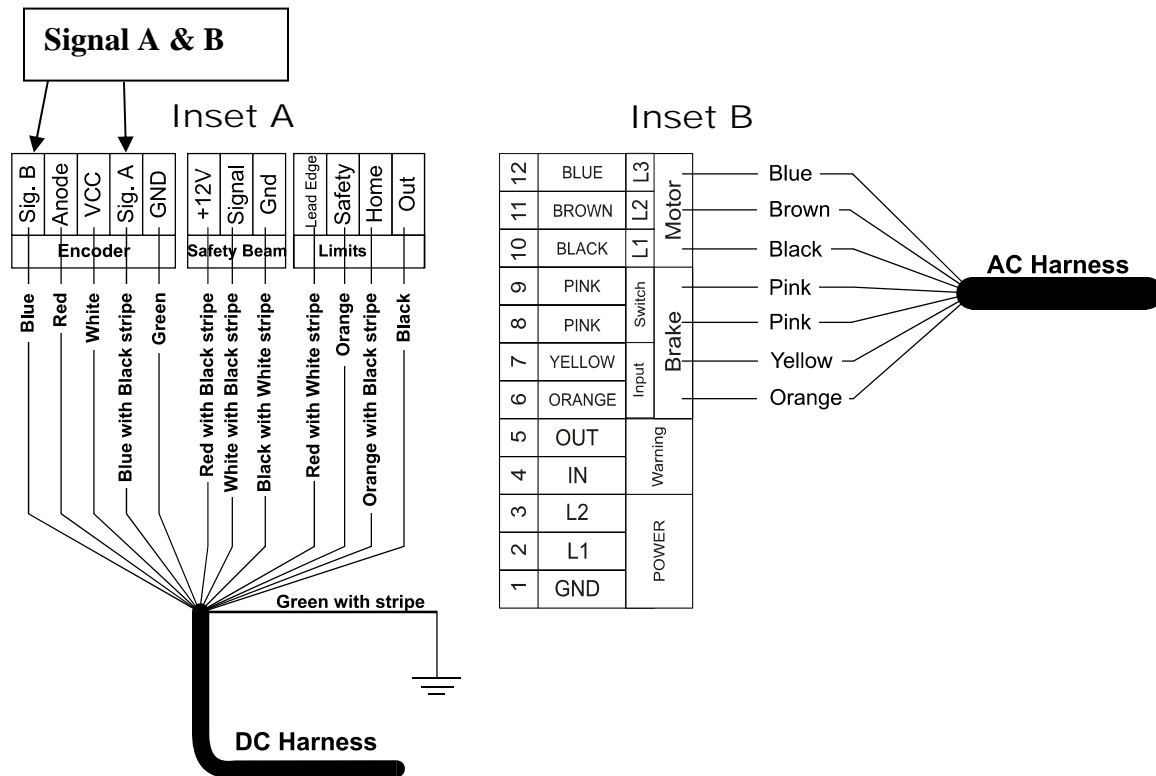 Signal A & B
Inset A
Sig. B
Anode
VCC
Sig. A
GND
Encoder
+12V
Signal
Gnd
Safety Beam
Lead Edge
Safety
Home
Out
Limits
Blue
Red
White
Blue with Black stripe
Green
Red with Black stripe
White with Black stripe
Black with White stripe
Red with White stripe
Orange
Orange with Black stripe
Black
Green with stripe
DC Harness
Inset B
12 BLUE L3
11 BROWN L2
10 BLACK L1
Motor
9 PINK
8 PINK
Switch
7 YELLOW
6 ORANGE
Input
Brake
5 OUT
4 IN
Warning
3 L2
2 L1
1 GND
POWER
Blue
Brown
Black
Pink
Pink
Yellow
Orange
AC Harness